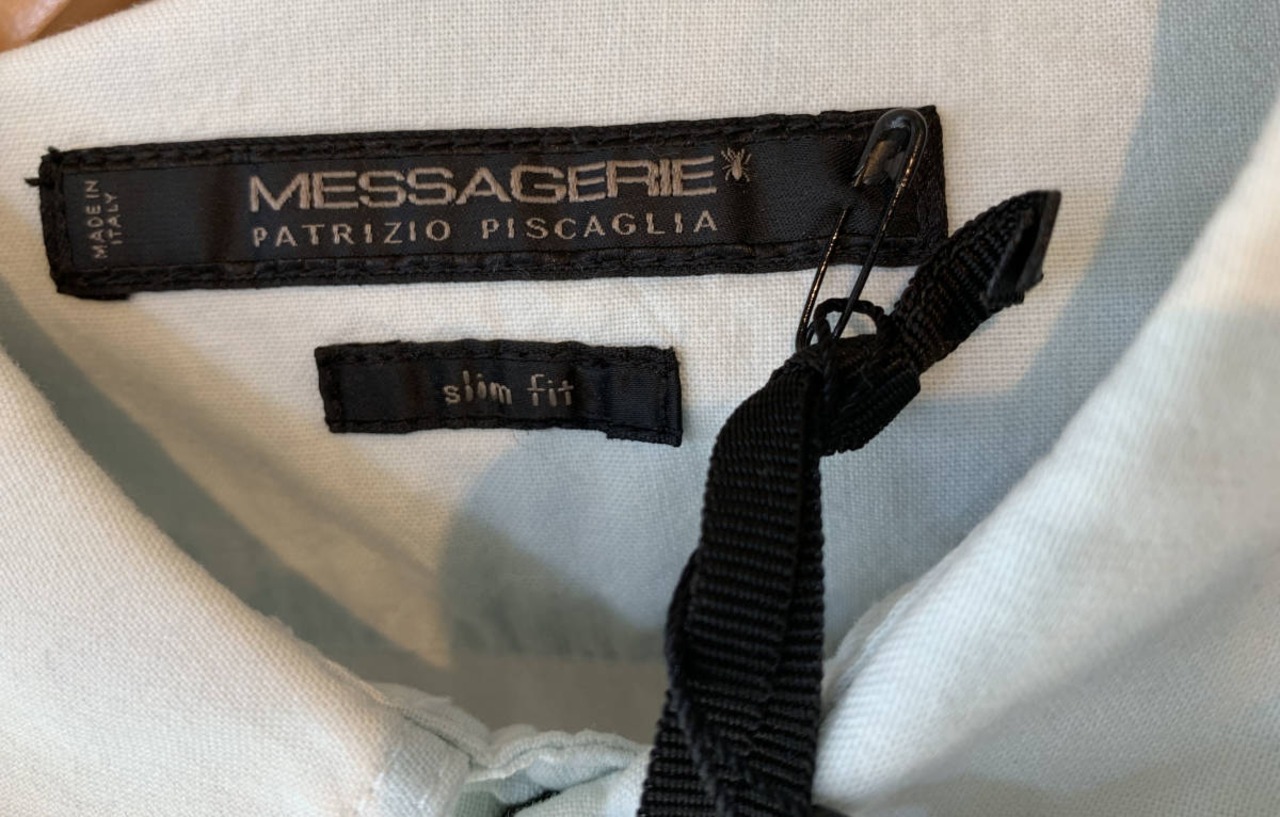 MADE IN
ITALY
MESSAGERIE
PATRIZIO PISCAGLIA
slim fit